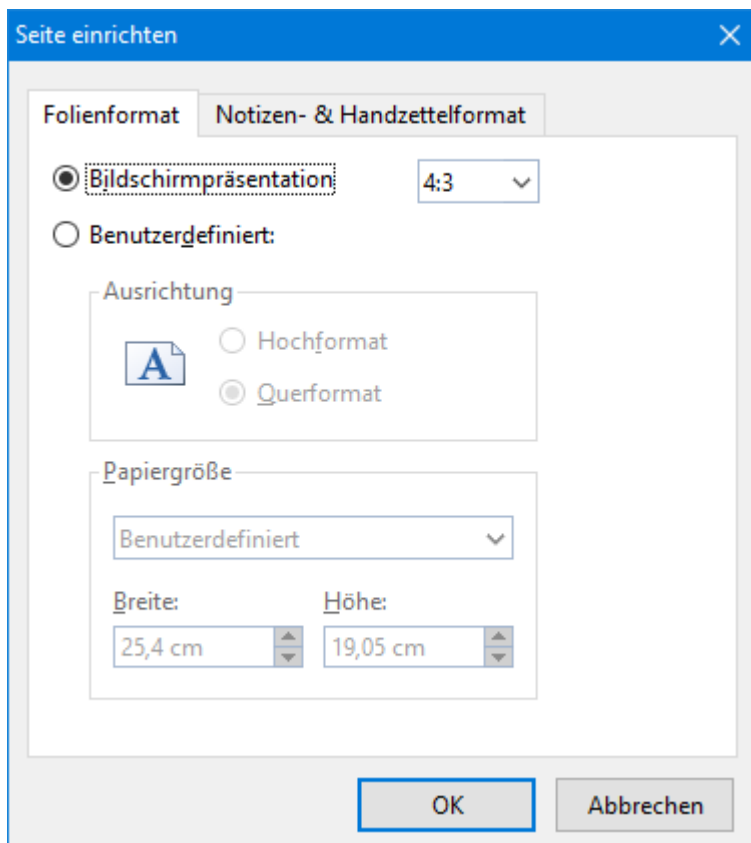 Seite einrichten
Folienformat Notizen- & Handzettelformat
Bildschirmpräsentation 4:3
Benutzerdefiniert:
Ausrichtung
A
Hochformat
Querformat
Papiergröße
Benutzerdefiniert
Breite: Höhe:
25,4 cm 19,05 cm
OK Abbrechen